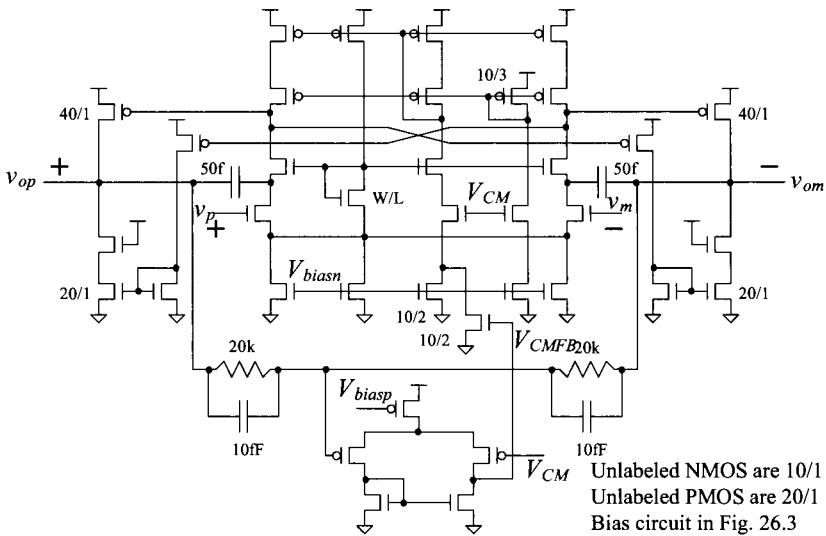 10/3
40/1
40/1
+
50f
50f
−
v_op
v_om
W/L
V_CM
v_p
v_m
+
−
V_biasn
20/1
20/1
10/2
10/2
V_CMFB
20k
20k
V_biasp
10fF
10fF
V_CM
Unlabeled NMOS are 10/1
Unlabeled PMOS are 20/1
Bias circuit in Fig. 26.3